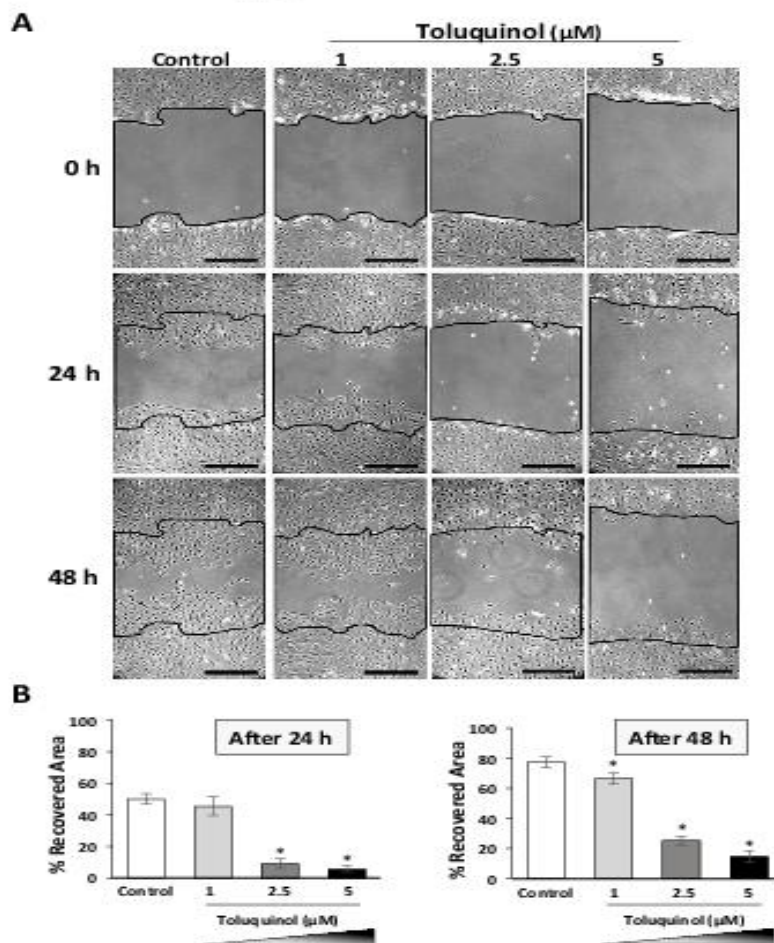 A
Toluquinol (μM)
Control 1 2.5 5
0 h
24 h
48 h
B
After 24 h
% Recovered Area
100
80
60
40
20
0
Control 1 2.5 5
* *
Toluquinol (μM)
After 48 h
% Recovered Area
100
80
60
40
20
0
Control 1 2.5 5
* * *
Toluquinol (μM)